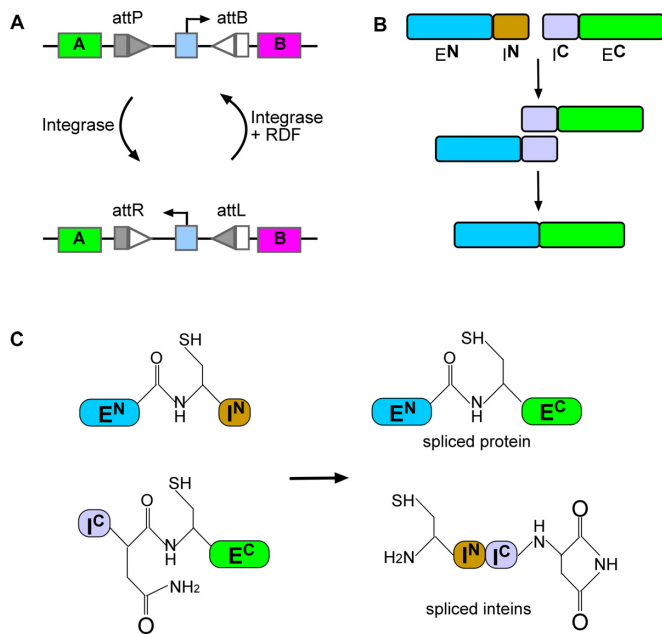 A
attP
attB
A
B
Integrase
Integrase
+ RDF
attR
attL
A
B
B
EN
IN
IC
EC
C
SH
O
N
H
EN
IN
SH
O
N
H
EN
EC
spliced protein
SH
O
IC
N
H
EC
NH2
O
SH
H2N
IN
IC
H
N
O
NH
O
spliced inteins